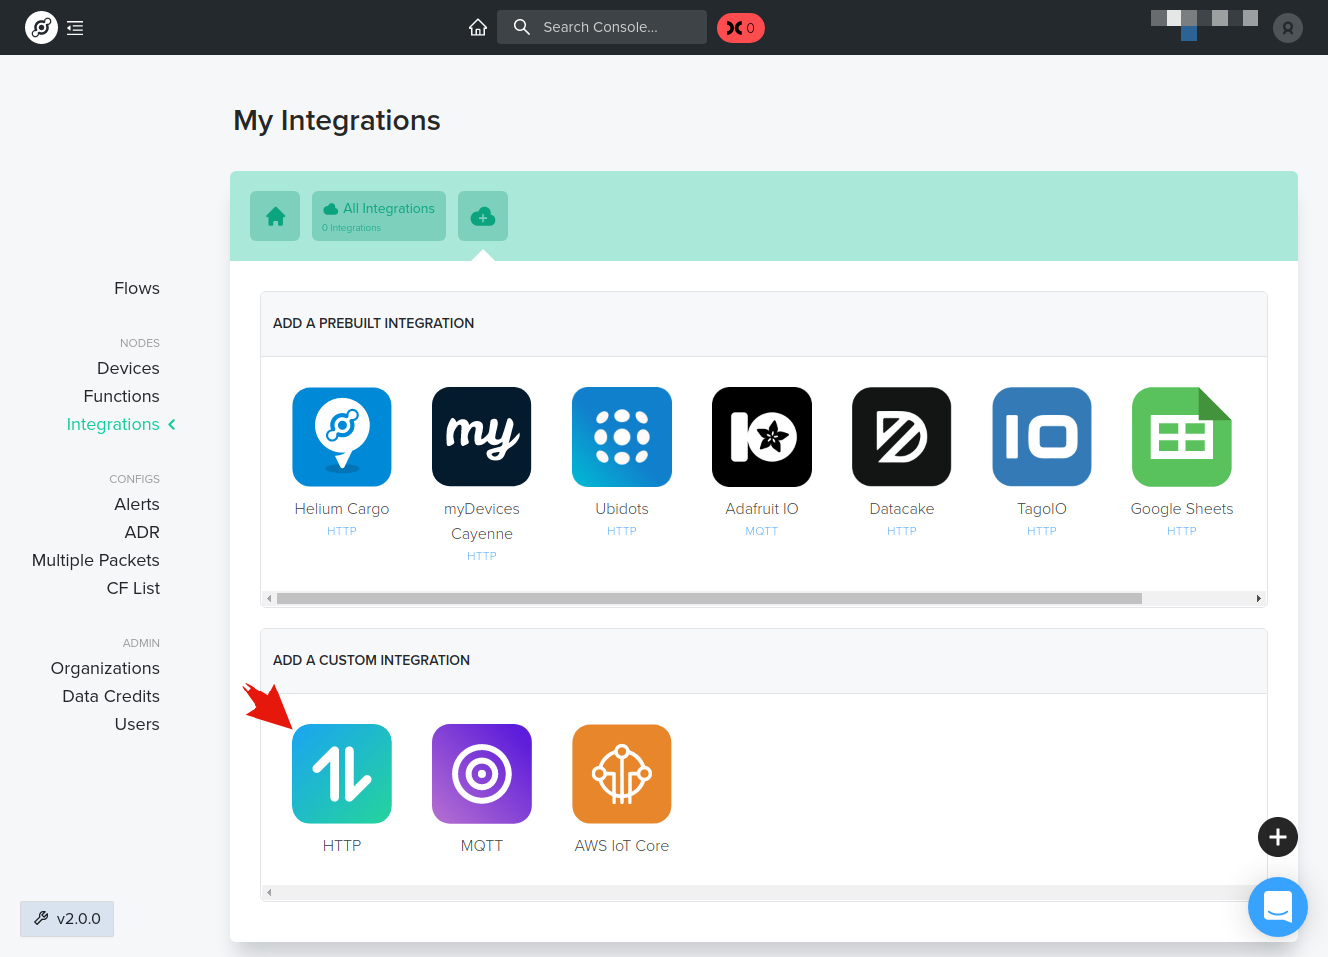 Search Console...
0
My Integrations
All Integrations
0 Integrations
Flows
NODES
Devices
Functions
Integrations
CONFIGS
Alerts
ADR
Multiple Packets
CF List
ADMIN
Organizations
Data Credits
Users
v2.0.0
ADD A PREBUILT INTEGRATION
my
IO
Helium Cargo
HTTP
myDevices
Cayenne
HTTP
Ubidots
HTTP
Adafruit IO
MQTT
Datacake
HTTP
TagoIO
HTTP
Google Sheets
HTTP
ADD A CUSTOM INTEGRATION
HTTP
MQTT
AWS IoT Core